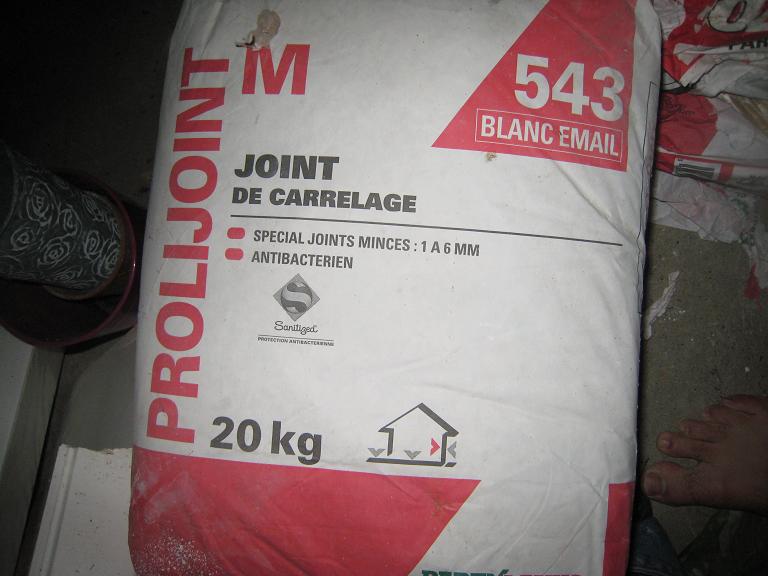 PROLIJOINT
M
543
BLANC EMAIL
JOINT
DE CARRELAGE
SPECIAL JOINTS MINCES : 1 A 6 MM
ANTIBACTERIEN
Sanitized
PROTECTION ANTIBACTERIENNE
20 kg